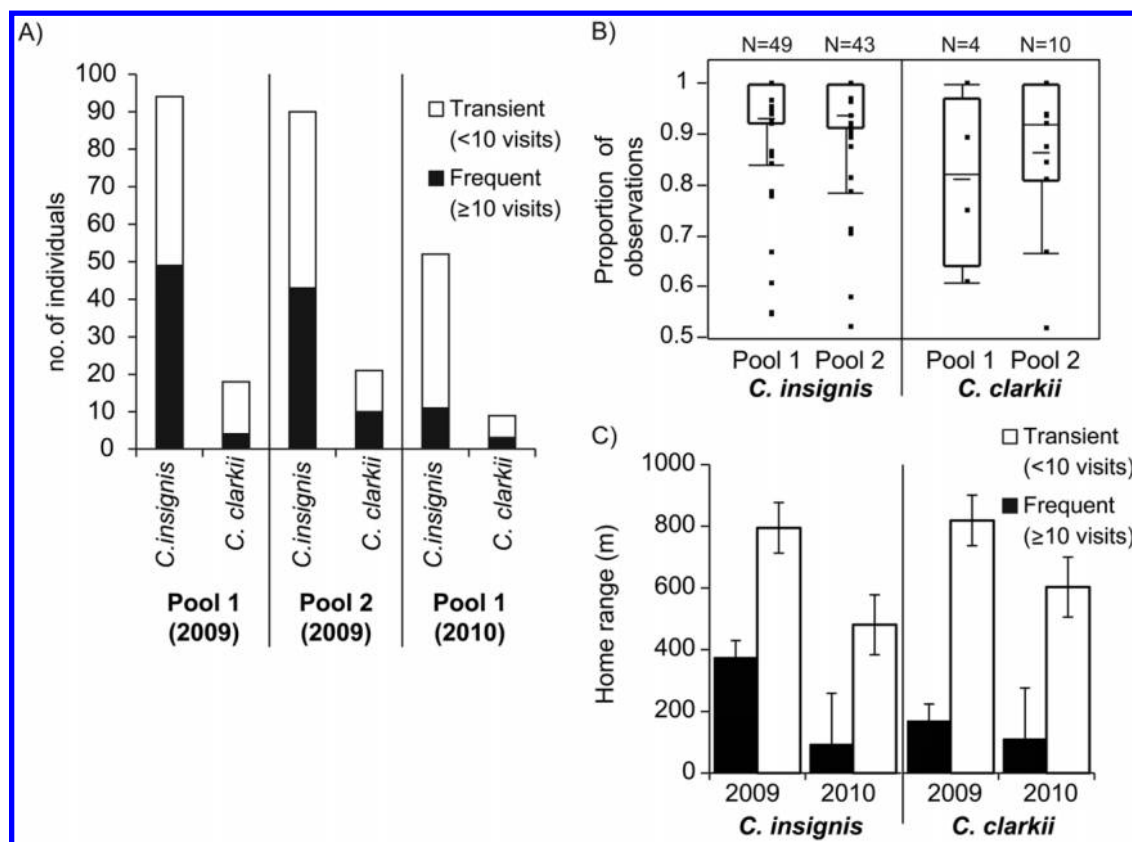 A)
100
90
80
70
60
50
40
30
20
10
0
no. of individuals
Transient
(<10 visits)
Frequent
(≥10 visits)
C.insignis
C. clarkii
C.insignis
C. clarkii
C.insignis
C. clarkii
Pool 1
(2009)
Pool 2
(2009)
Pool 1
(2010)
B)
N=49 N=43 N=4 N=10
1
0.9
0.8
0.7
0.6
0.5
Proportion of
observations
Pool 1 Pool 2 Pool 1 Pool 2
C. insignis C. clarkii
C)
Transient
(<10 visits)
Frequent
(≥10 visits)
1000
800
600
400
200
0
Home range (m)
2009 2010 2009 2010
C. insignis C. clarkii